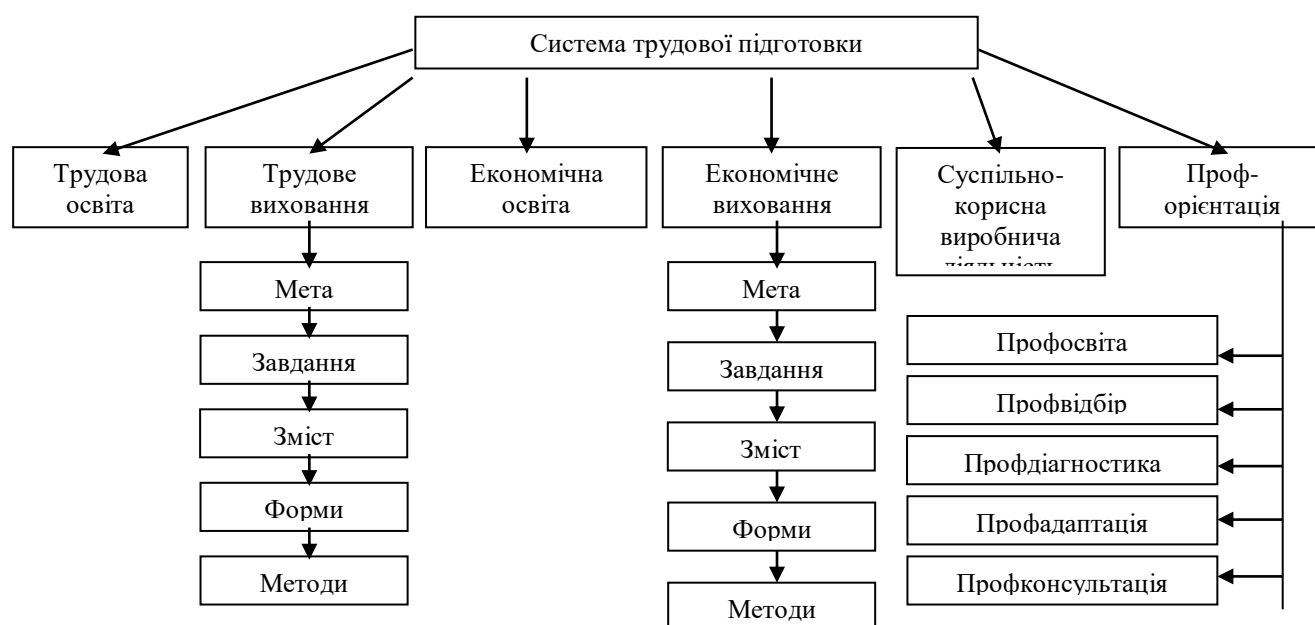 Система трудової підготовки
Трудова
освіта
Трудове
виховання
Економічна
освіта
Економічне
виховання
Суспільно-
корисна
виробнича
діяльність
Проф-
орієнтація
Мета
Завдання
Зміст
Форми
Методи
Мета
Завдання
Зміст
Форми
Методи
Профосвіта
Профвідбір
Профдіагностика
Профадаптація
Профконсультація